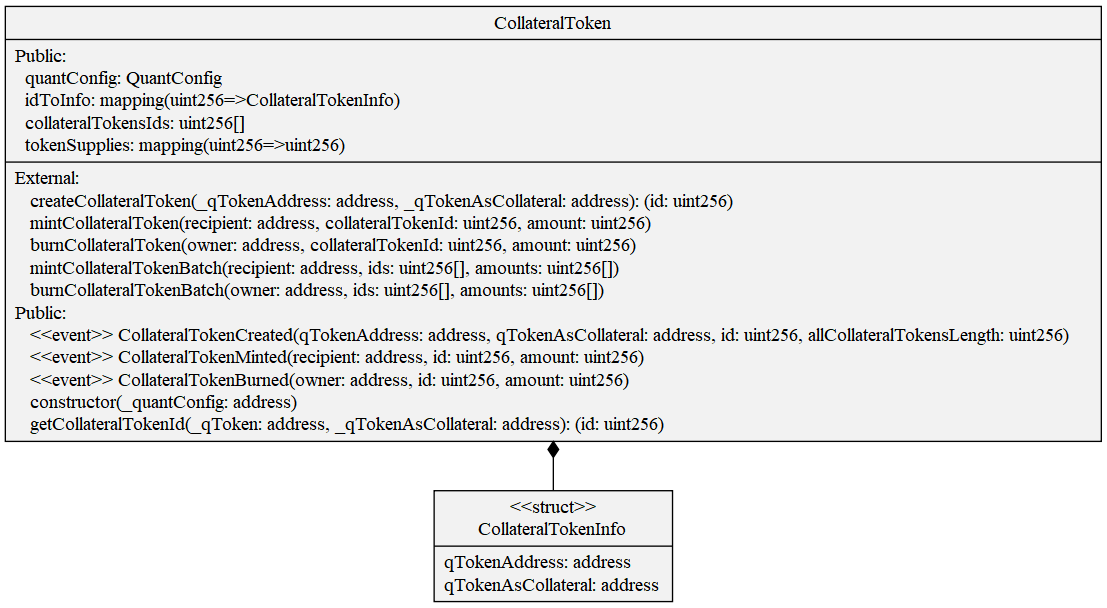 CollateralToken
Public:
quantConfig: QuantConfig
idToInfo: mapping(uint256=>CollateralTokenInfo)
collateralTokensIds: uint256[]
tokenSupplies: mapping(uint256=>uint256)
External:
createCollateralToken(_qTokenAddress: address, _qTokenAsCollateral: address): (id: uint256)
mintCollateralToken(recipient: address, collateralTokenId: uint256, amount: uint256)
burnCollateralToken(owner: address, collateralTokenId: uint256, amount: uint256)
mintCollateralTokenBatch(recipient: address, ids: uint256[], amounts: uint256[])
burnCollateralTokenBatch(owner: address, ids: uint256[], amounts: uint256[])
Public:
<<event>> CollateralTokenCreated(qTokenAddress: address, qTokenAsCollateral: address, id: uint256, allCollateralTokensLength: uint256)
<<event>> CollateralTokenMinted(recipient: address, id: uint256, amount: uint256)
<<event>> CollateralTokenBurned(owner: address, id: uint256, amount: uint256)
constructor(_quantConfig: address)
getCollateralTokenId(_qToken: address, _qTokenAsCollateral: address): (id: uint256)
<<struct>>
CollateralTokenInfo
qTokenAddress: address
qTokenAsCollateral: address